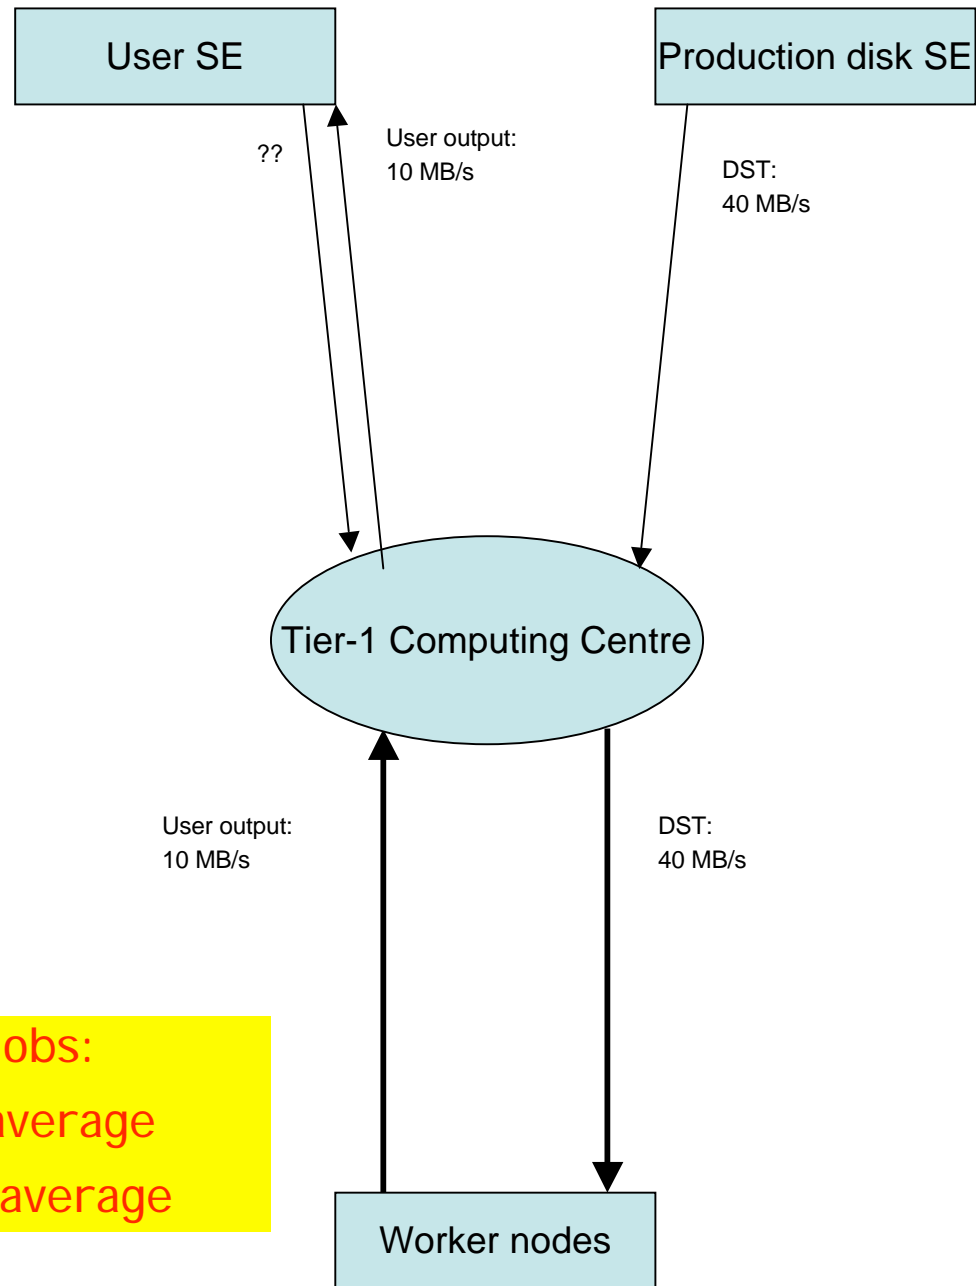 User SE
Production disk SE
??
User output:
10 MB/s
DST:
40 MB/s
Tier-1 Computing Centre
User output:
10 MB/s
DST:
40 MB/s
obs:
average
average
Worker nodes